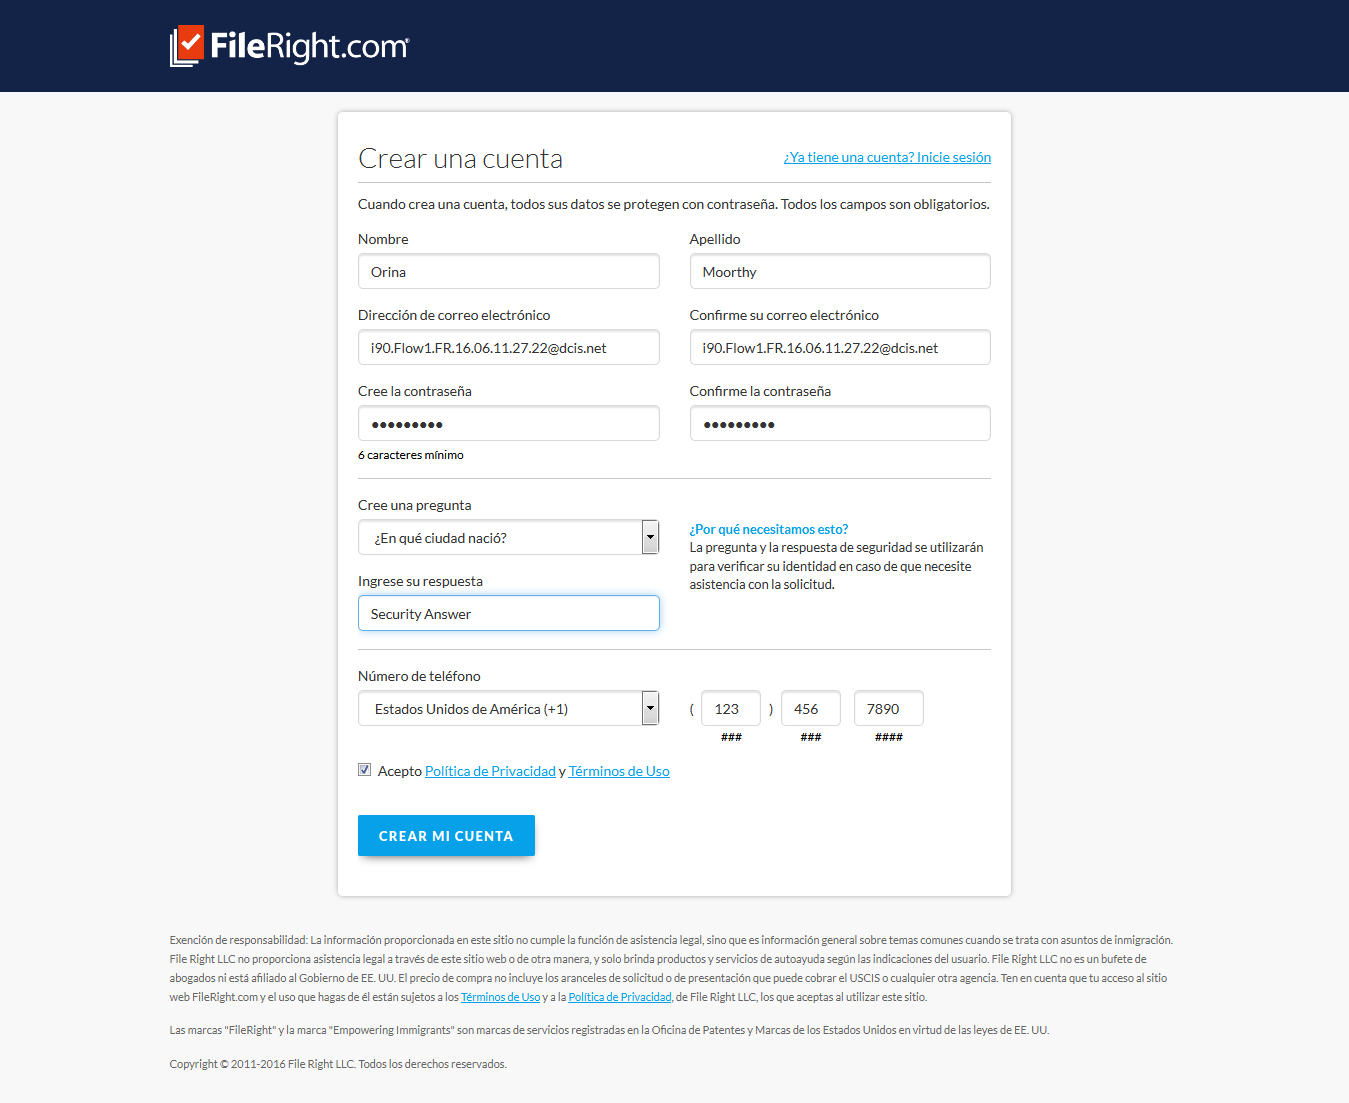 FileRight.com®
Crear una cuenta
¿Ya tiene una cuenta? Inicie sesión
Cuando crea una cuenta, todos sus datos se protegen con contraseña. Todos los campos son obligatorios.
Nombre
Apellido
Orina
Moorthy
Dirección de correo electrónico
Confirme su correo electrónico
i90.Flow1.FR.16.06.11.27.22@dcis.net
i90.Flow1.FR.16.06.11.27.22@dcis.net
Cree la contraseña
Confirme la contraseña
•••••••••
•••••••••
6 caracteres mínimo
Cree una pregunta
¿En qué ciudad nació?
¿Por qué necesitamos esto?
La pregunta y la respuesta de seguridad se utilizarán
para verificar su identidad en caso de que necesite
asistencia con la solicitud.
Ingrese su respuesta
Security Answer
Número de teléfono
Estados Unidos de América (+1)
( 123 ) 456 7890
### ### ####
Acepto Política de Privacidad y Términos de Uso
CREAR MI CUENTA
Exención de responsabilidad: La información proporcionada en este sitio no cumple la función de asistencia legal, sino que es información general sobre temas comunes cuando se trata con asuntos de inmigración.
File Right LLC no proporciona asistencia legal a través de este sitio web o de otra manera, y solo brinda productos y servicios de autoayuda según las indicaciones del usuario. File Right LLC no es un bufete de
abogados ni está afiliado al Gobierno de EE. UU. El precio de compra no incluye los aranceles de solicitud o de presentación que puede cobrar el USCIS o cualquier otra agencia. Ten en cuenta que tu acceso al sitio
web FileRight.com y el uso que hagas de él están sujetos a los Términos de Uso y a la Política de Privacidad, de File Right LLC, los que aceptas al utilizar este sitio.
Las marcas "FileRight" y la marca "Empowering Immigrants" son marcas de servicios registradas en la Oficina de Patentes y Marcas de los Estados Unidos en virtud de las leyes de EE. UU.
Copyright © 2011-2016 File Right LLC. Todos los derechos reservados.